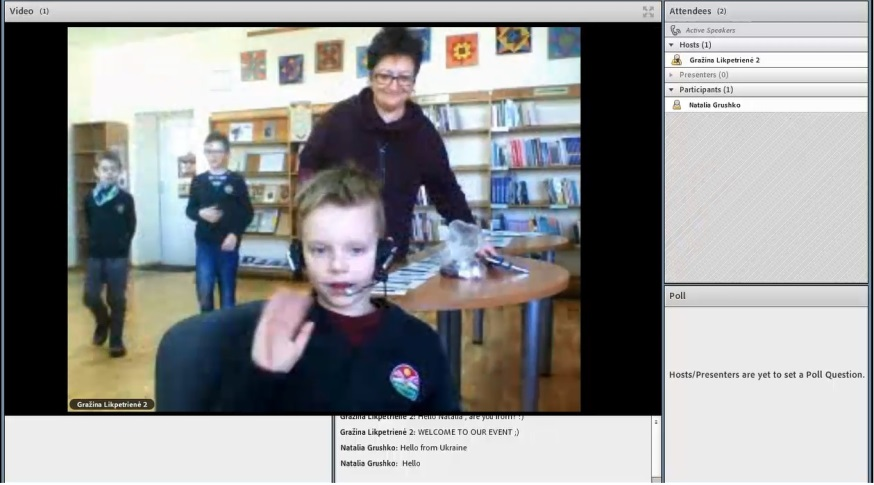 Video (1)
Gražina Likpetrienė 2
Gražina Likpetrienė 2: Hello Natalia , are you from? :)
Gražina Likpetrienė 2: WELCOME TO OUR EVENT ;)
Natalia Grushko: Hello from Ukraine
Natalia Grushko: Hello
Attendees (2)
Active Speakers
Hosts (1)
Gražina Likpetrienė 2
Presenters (0)
Participants (1)
Natalia Grushko
Poll
Hosts/Presenters are yet to set a Poll Question.